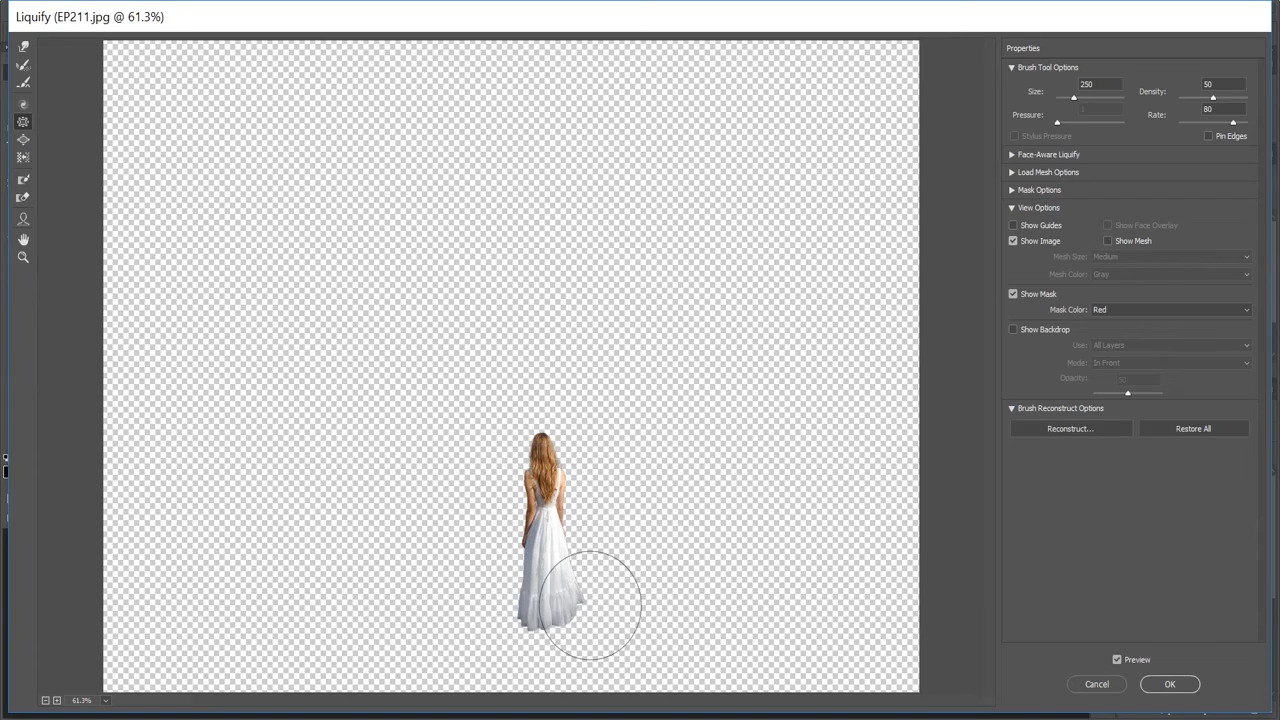 Liquify (EP211.jpg @ 61.3%)
Properties
Brush Tool Options
Size: 250 Density: 50
Pressure: 1 Rate: 80
Stylus Pressure Pin Edges
Face-Aware Liquify
Load Mesh Options
Mask Options
View Options
Show Guides Show Face Overlay
Show Image Show Mesh
Mesh Size: Medium
Mesh Color: Gray
Show Mask
Mask Color: Red
Show Backdrop
Use: All Layers
Mode: In Front
Opacity:
Brush Reconstruct Options
Reconstruct... Restore All
Preview
Cancel OK
61.3%